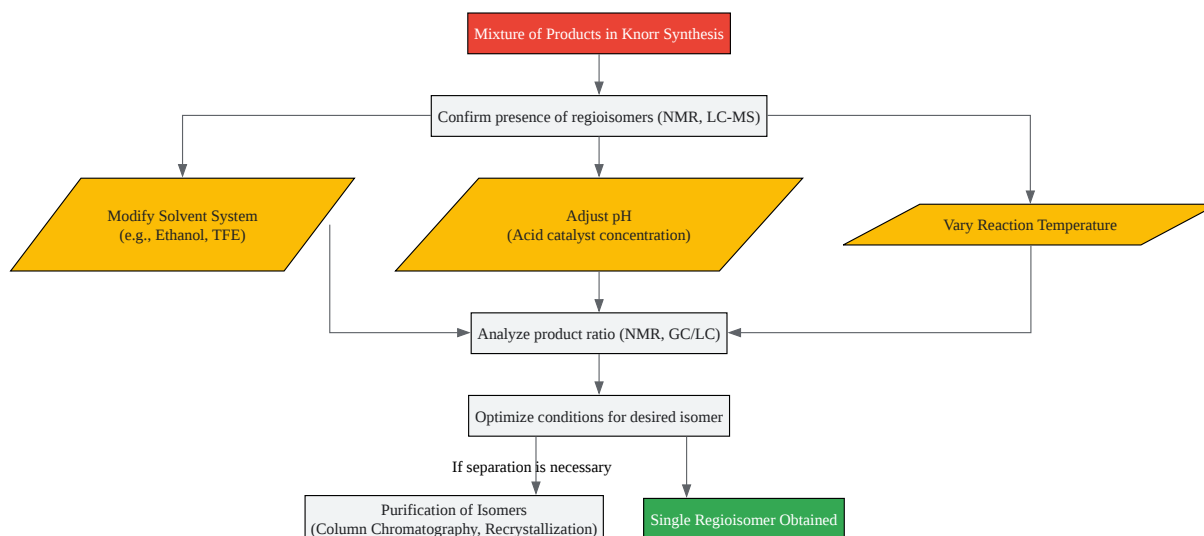 Mixture of Products in Knorr Synthesis
Confirm presence of regioisomers (NMR, LC-MS)
Modify Solvent System
(e.g., Ethanol, TFE)
Adjust pH
(Acid catalyst concentration)
Vary Reaction Temperature
Analyze product ratio (NMR, GC/LC)
Optimize conditions for desired isomer
If separation is necessary
Purification of Isomers
(Column Chromatography, Recrystallization)
Single Regioisomer Obtained